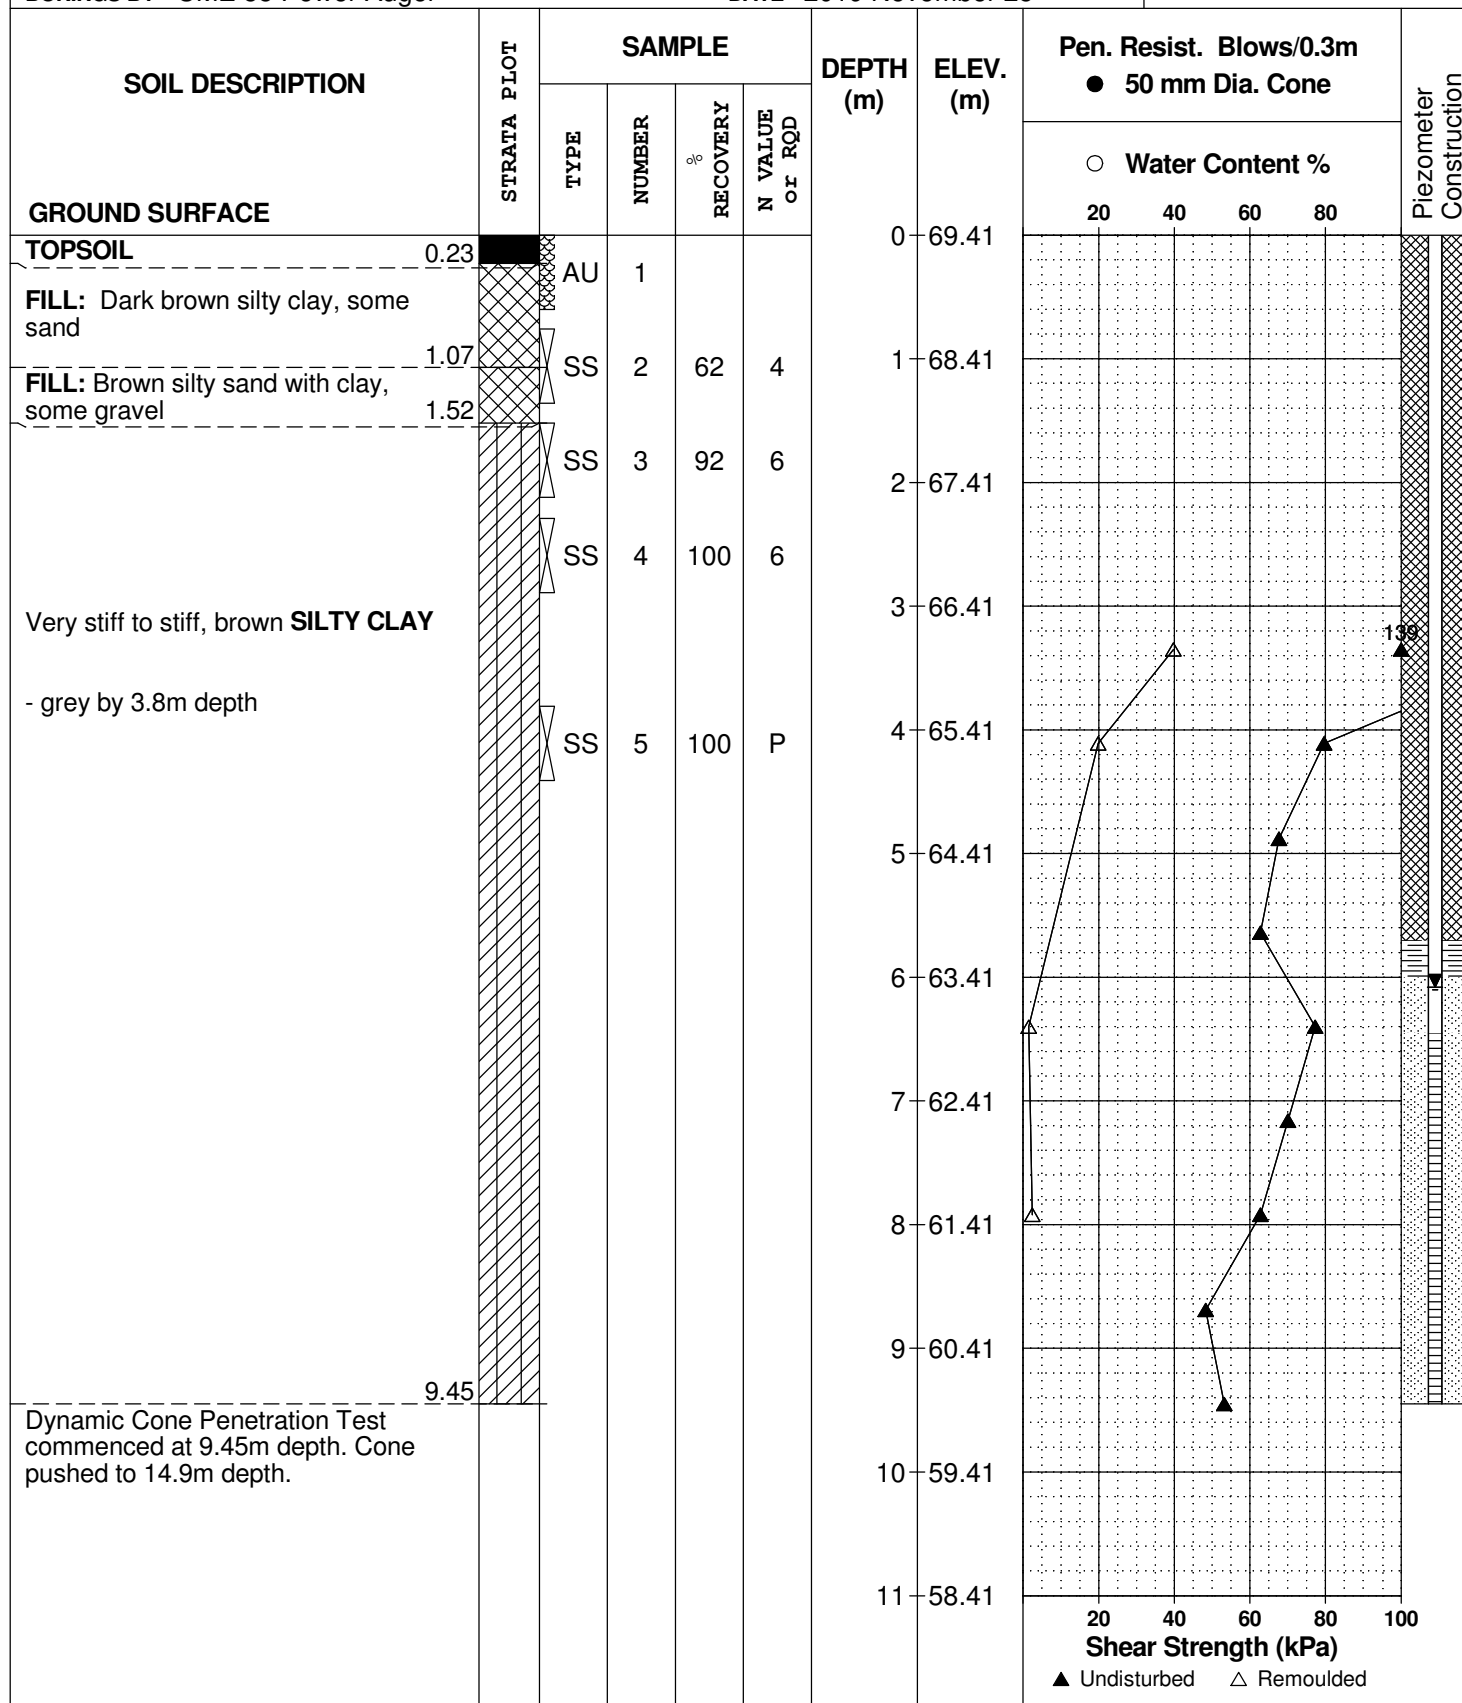 SOIL DESCRIPTION
GROUND SURFACE
STRATA PLOT
SAMPLE
TYPE
NUMBER
% RECOVERY
N VALUE or RQD
DEPTH (m)
ELEV. (m)
Pen. Resist. Blows/0.3m
● 50 mm Dia. Cone
○ Water Content %
20 40 60 80
Piezometer Construction
0 69.41
TOPSOIL 0.23
AU 1
FILL: Dark brown silty clay, some
sand
1.07
SS 2 62 4
1 68.41
FILL: Brown silty sand with clay,
some gravel 1.52
SS 3 92 6
2 67.41
SS 4 100 6
3 66.41
Very stiff to stiff, brown SILTY CLAY
139
- grey by 3.8m depth
SS 5 100 P
4 65.41
5 64.41
6 63.41
7 62.41
8 61.41
9 60.41
9.45
Dynamic Cone Penetration Test
commenced at 9.45m depth. Cone
pushed to 14.9m depth.
10 59.41
11 58.41
20 40 60 80 100
Shear Strength (kPa)
▲ Undisturbed △ Remoulded